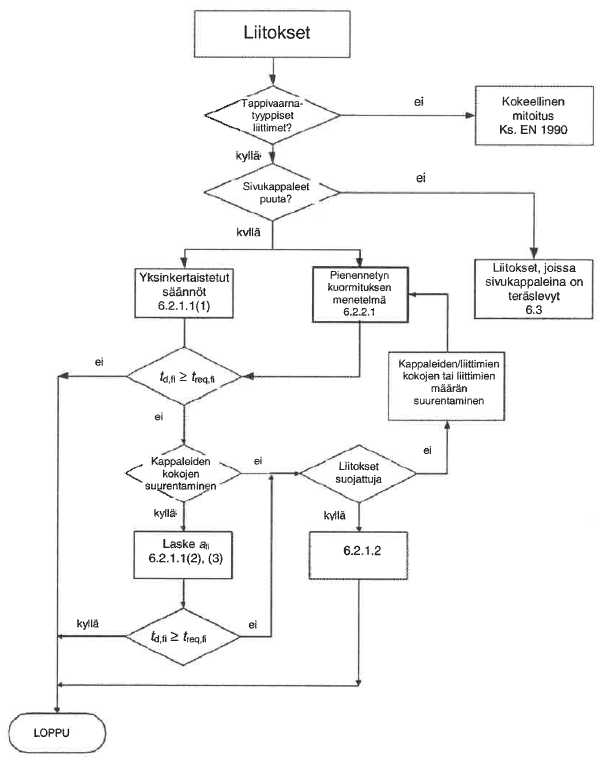 Liitokset
Tappivaarna-
tyyppiset
liittimet?
ei
Kokeellinen
mitoitus
Ks. EN 1990
kyllä
Sivukappaleet
puuta?
ei
kyllä
Yksinkertaistetut
säännöt
6.2.1.1(1)
Pienennetyn
kuormituksen
menetelmä
6.2.2.1
Liitokset, joissa
sivukappaleina on
teräslevyt
6.3
ei
td,fi ≥ treq,fi
Kappaleiden/liittimien
kokojen tai liittimien
määrän
suurentaminen
ei
Kappaleiden
kokojen
suurentaminen
ei
Liitokset
suojattuja
ei
kyllä
kyllä
Laske afi
6.2.1.1(2), (3)
6.2.1.2
kyllä
td,fi ≥ treq,fi
ei
LOPPU